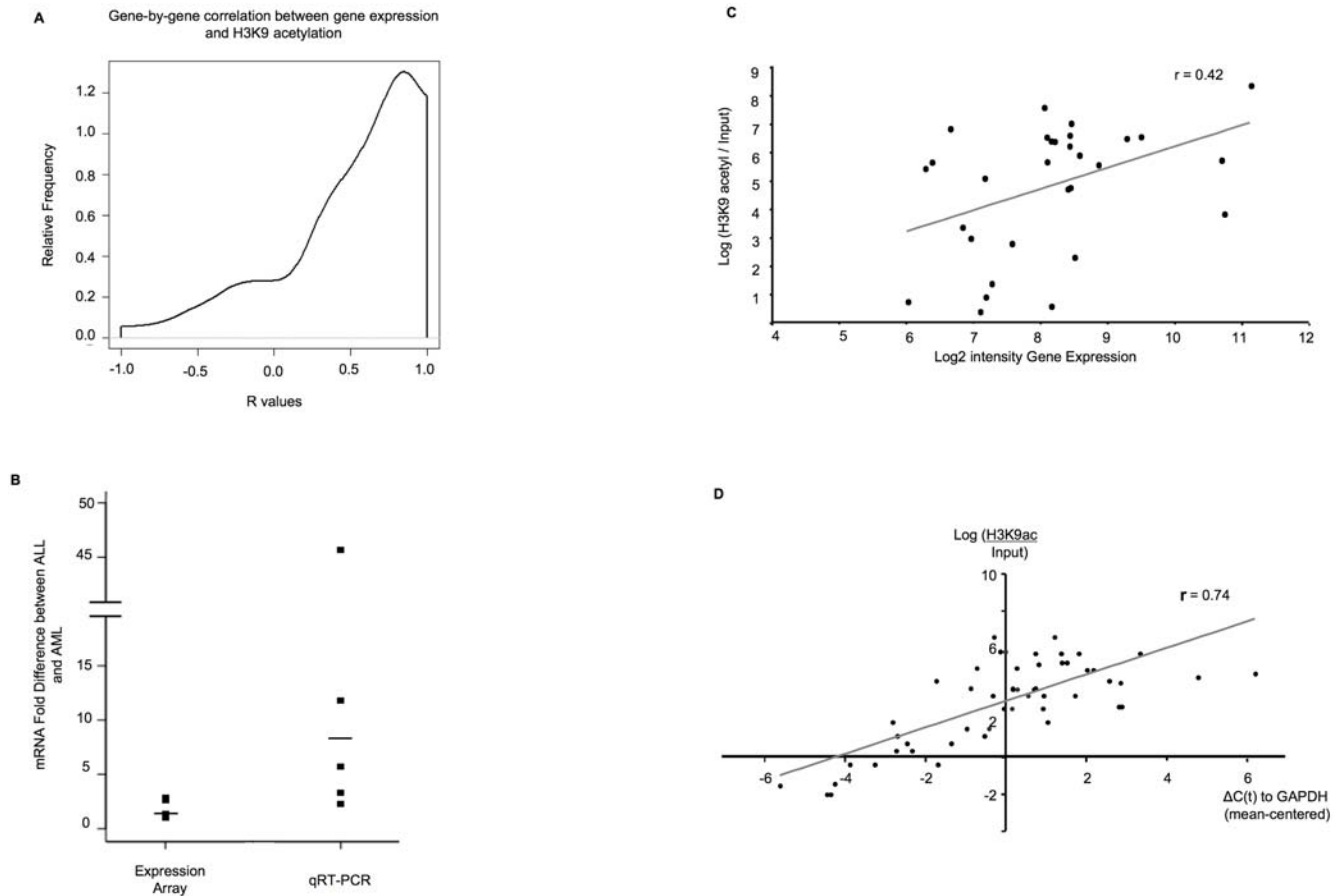 A
Gene-by-gene correlation between gene expression
and H3K9 acetylation
Relative Frequency
1.2
1.0
0.8
0.6
0.4
0.2
0.0
-1.0
-0.5
0.0
0.5
1.0
R values
B
mRNA Fold Difference between ALL
and AML
50
45
15
10
5
0
Expression
Array
qRT-PCR
C
r = 0.42
Log (H3K9 acetyl / Input)
9
8
7
6
5
4
3
2
1
4
5
6
7
8
9
10
11
12
Log2 intensity Gene Expression
D
Log (H3K9ac
Input)
r = 0.74
10
6
2
-2
-6
-4
-2
0
2
4
6
ΔC(t) to GAPDH
(mean-centered)